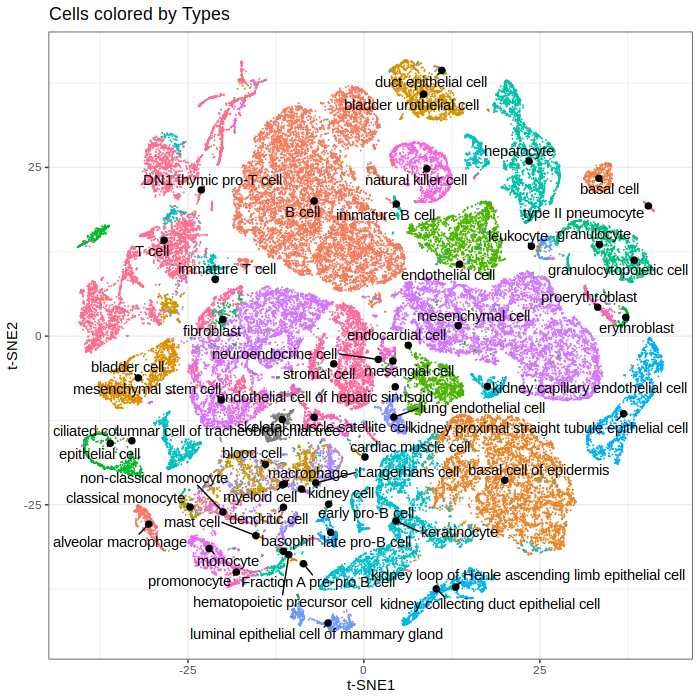 Cells colored by Types
duct epithelial cell
bladder urothelial cell
hepatocyte
DN1 thymic pro-T cell
natural killer cell
basal cell
B cell
immature B cell
type II pneumocyte
T cell
leukocyte
granulocyte
immature T cell
endothelial cell
granulocytopoietic cell
proerythroblast
fibroblast
mesenchymal cell
erythroblast
endocardial cell
neuroendocrine cell
bladder cell
stromal cell
mesangial cell
mesenchymal stem cell
endothelial cell of hepatic sinusoid
kidney capillary endothelial cell
lung endothelial cell
ciliated columnar cell of tracheobronchial tree
skeletal muscle satellite cell
kidney proximal straight tubule epithelial cell
epithelial cell
blood cell
cardiac muscle cell
non-classical monocyte
macrophage
Langerhans cell
basal cell of epidermis
classical monocyte
myeloid cell
kidney cell
mast cell
dendritic cell
early pro-B cell
keratinocyte
alveolar macrophage
basophil
late pro-B cell
monocyte
promonocyte
Fraction A pre-pro B cell
kidney loop of Henle ascending limb epithelial cell
hematopoietic precursor cell
kidney collecting duct epithelial cell
luminal epithelial cell of mammary gland
25
0
-25
t-SNE2
-25
0
25
t-SNE1